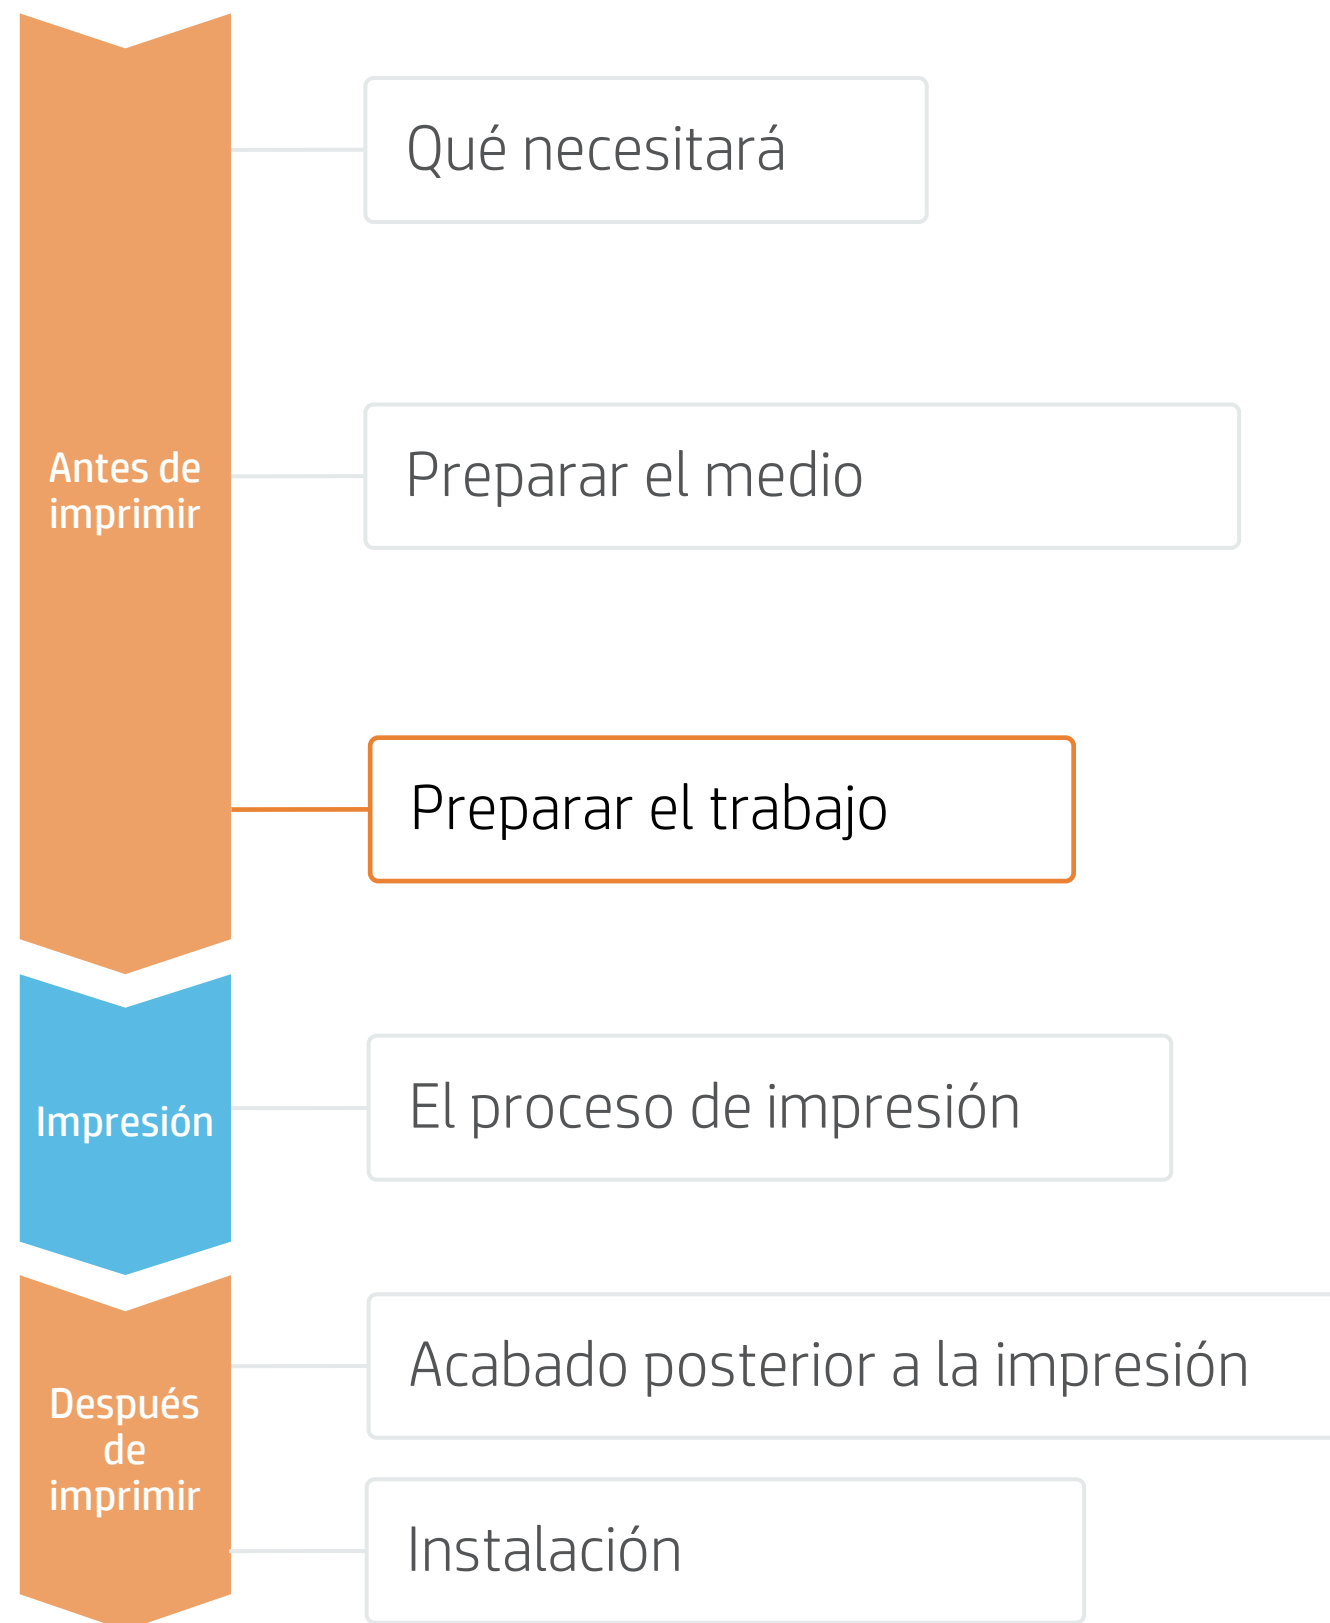 Qué necesitará
Antes de
imprimir
Preparar el medio
Preparar el trabajo
Impresión
El proceso de impresión
Después
de
imprimir
Acabado posterior a la impresión
Instalación